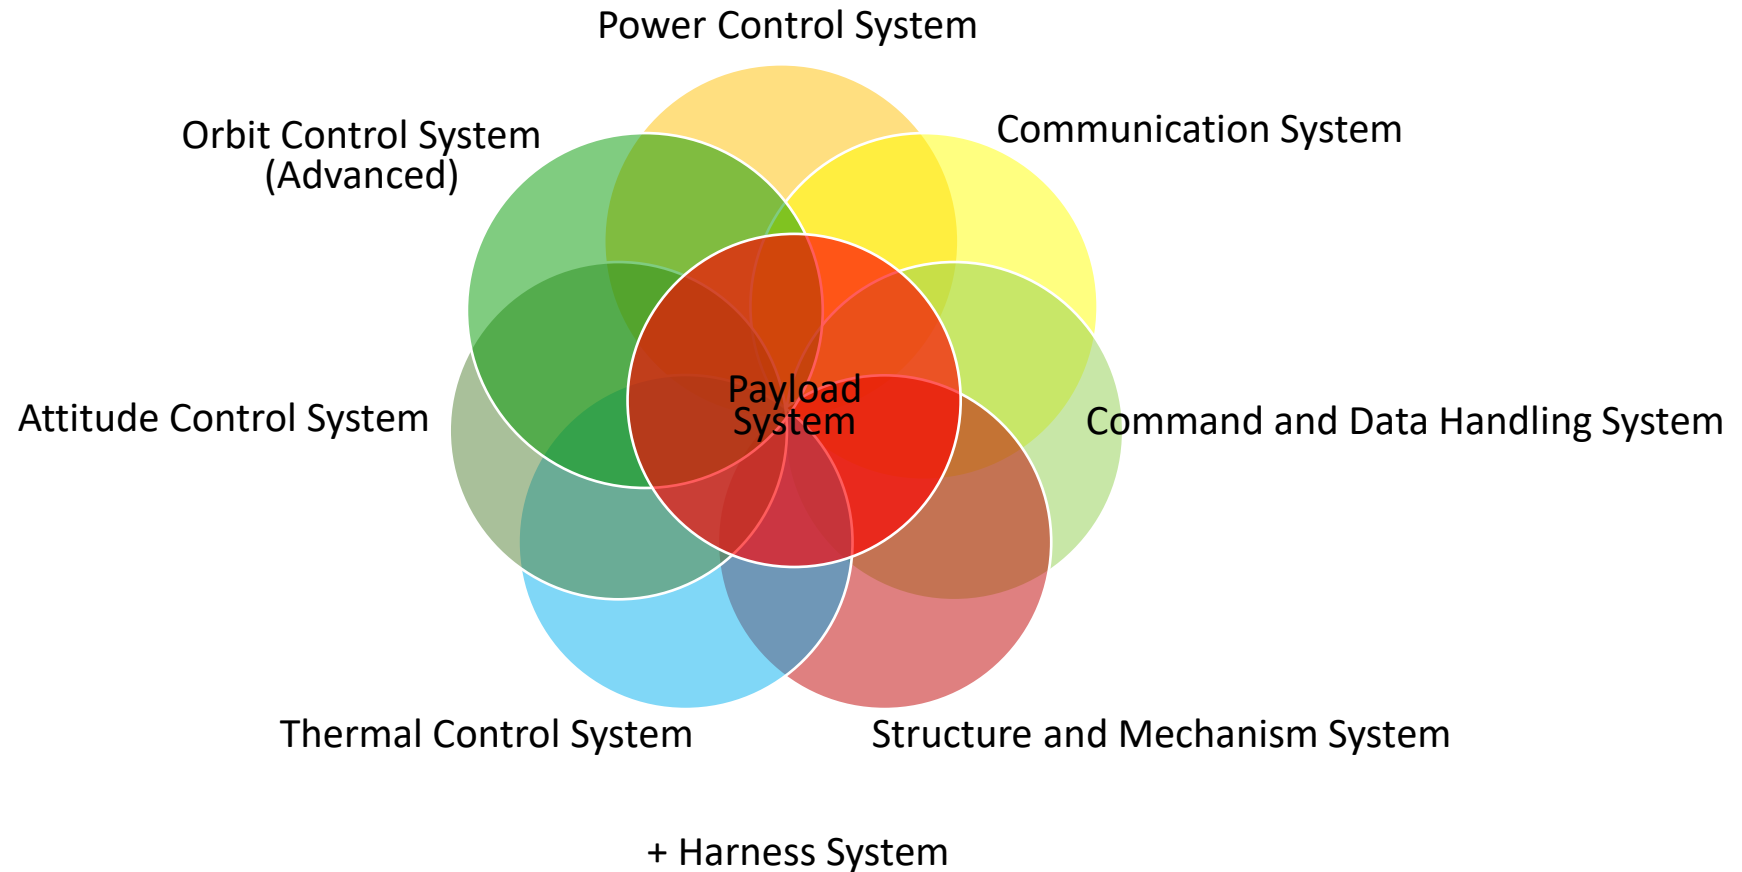 Power Control System
Orbit Control System
(Advanced)
Communication System
Payload
System
Attitude Control System
Command and Data Handling System
Thermal Control System
Structure and Mechanism System
+ Harness System